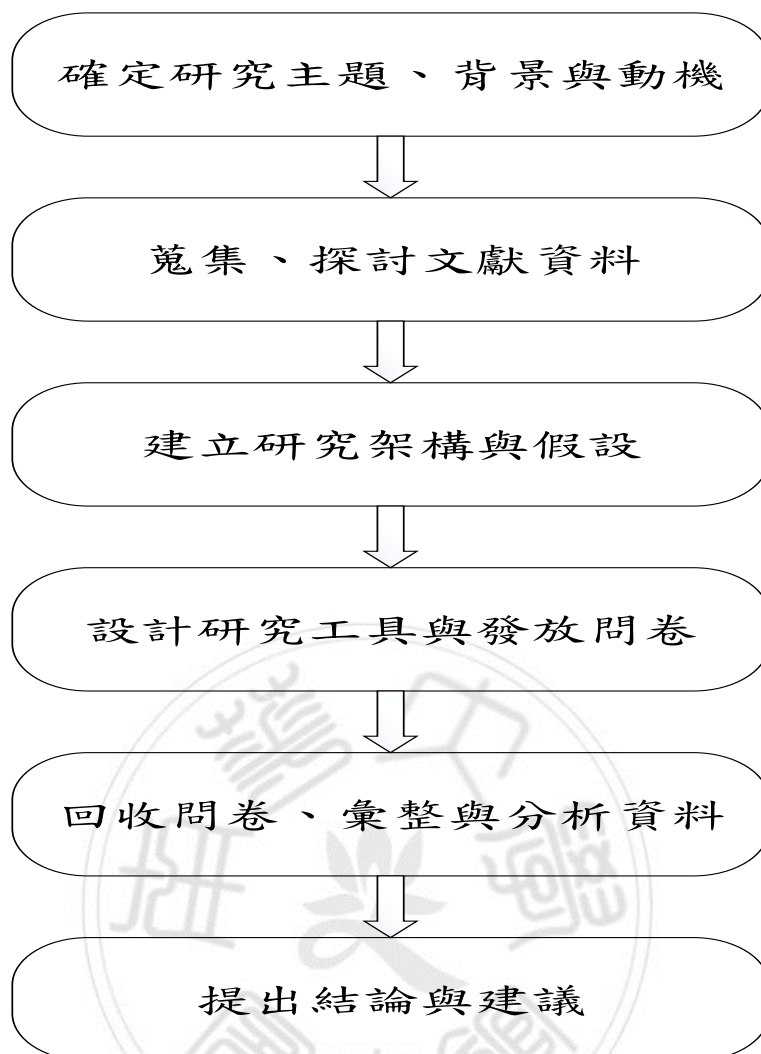 確定研究主題、背景與動機
蒐集、探討文獻資料
建立研究架構與假設
設計研究工具與發放問卷
回收問卷、彙整與分析資料
提出結論與建議